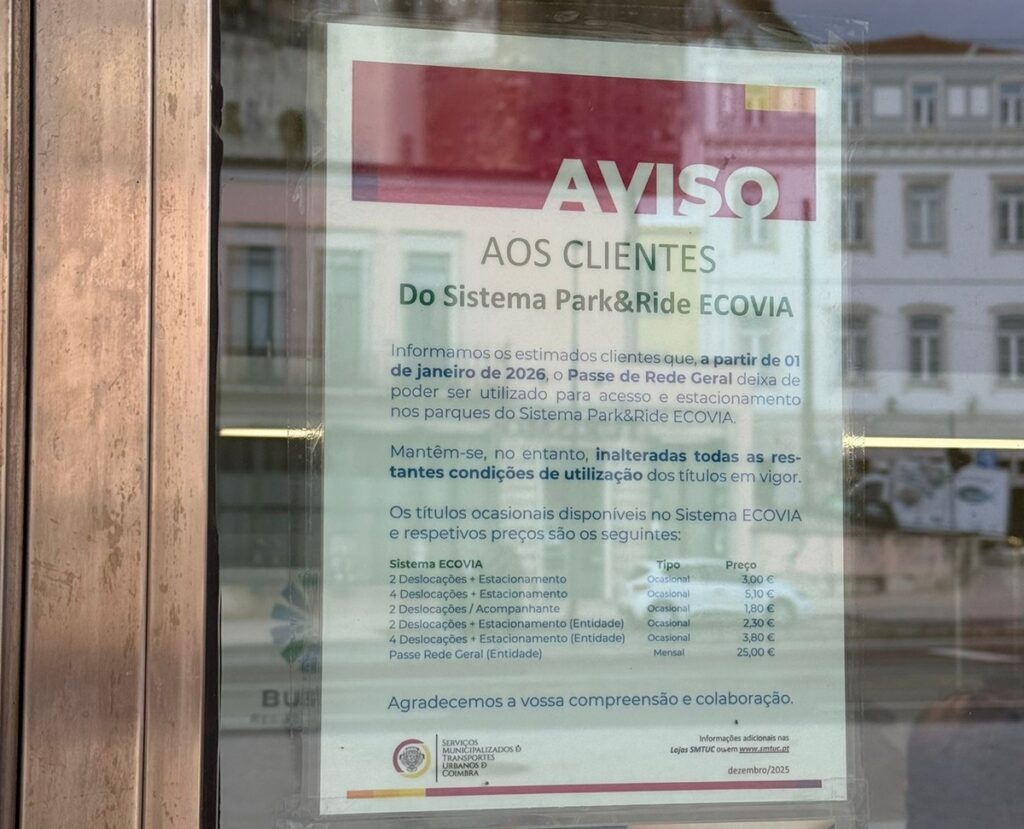 AVISO
AOS CLIENTES
Do Sistema Park&Ride ECOVIA
Informamos os estimados clientes que, a partir de 01
de janeiro de 2026, o Passe de Rede Geral deixa de
poder ser utilizado para acesso e estacionamento
nos parques do Sistema Park&Ride ECOVIA.
Mantêm-se, no entanto, inalteradas todas as res-
tantes condições de utilização dos títulos em vigor.
Os títulos ocasionais disponíveis no Sistema ECOVIA
e respetivos preços são os seguintes:
Sistema ECOVIA Tipo Preço
2 Deslocações + Estacionamento Ocasional 3,00 €
4 Deslocações + Estacionamento Ocasional 5,10 €
2 Deslocações / Acompanhante Ocasional 1,80 €
2 Deslocações + Estacionamento (Entidade) Ocasional 2,30 €
4 Deslocações + Estacionamento (Entidade) Ocasional 3,80 €
Passe Rede Geral (Entidade) Mensal 25,00 €
Agradecemos a vossa compreensão e colaboração.
SERVIÇOS
MUNICIPALIZADOS D
TRANSPORTES
URBANOS D
COIMBRA
Informações adicionais nas
Lojas SMTUC ou em www.smtuc.pt
dezembro/2025
BUS